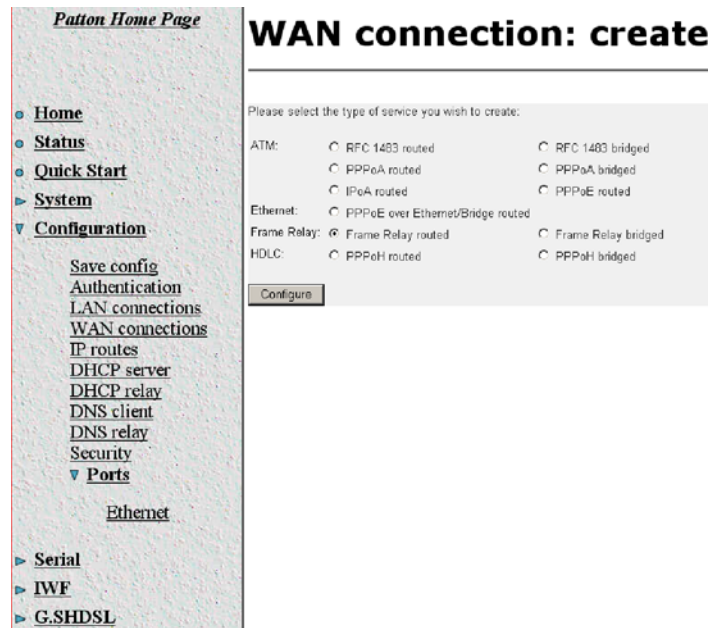 Patton Home Page
Home
Status
Quick Start
System
Configuration
Save config
Authentication
LAN connections
WAN connections
IP routes
DHCP server
DHCP relay
DNS client
DNS relay
Security
Ports
Ethernet
Serial
IWF
G.SHDSL
WAN connection: create
Please select the type of service you wish to create:
ATM: RFC 1483 routed RFC 1483 bridged
PPPoA routed PPPoA bridged
IPoA routed PPPoE routed
Ethernet: PPPoE over Ethernet/Bridge routed
Frame Relay: Frame Relay routed Frame Relay bridged
HDLC: PPPoH routed PPPoH bridged
Configure